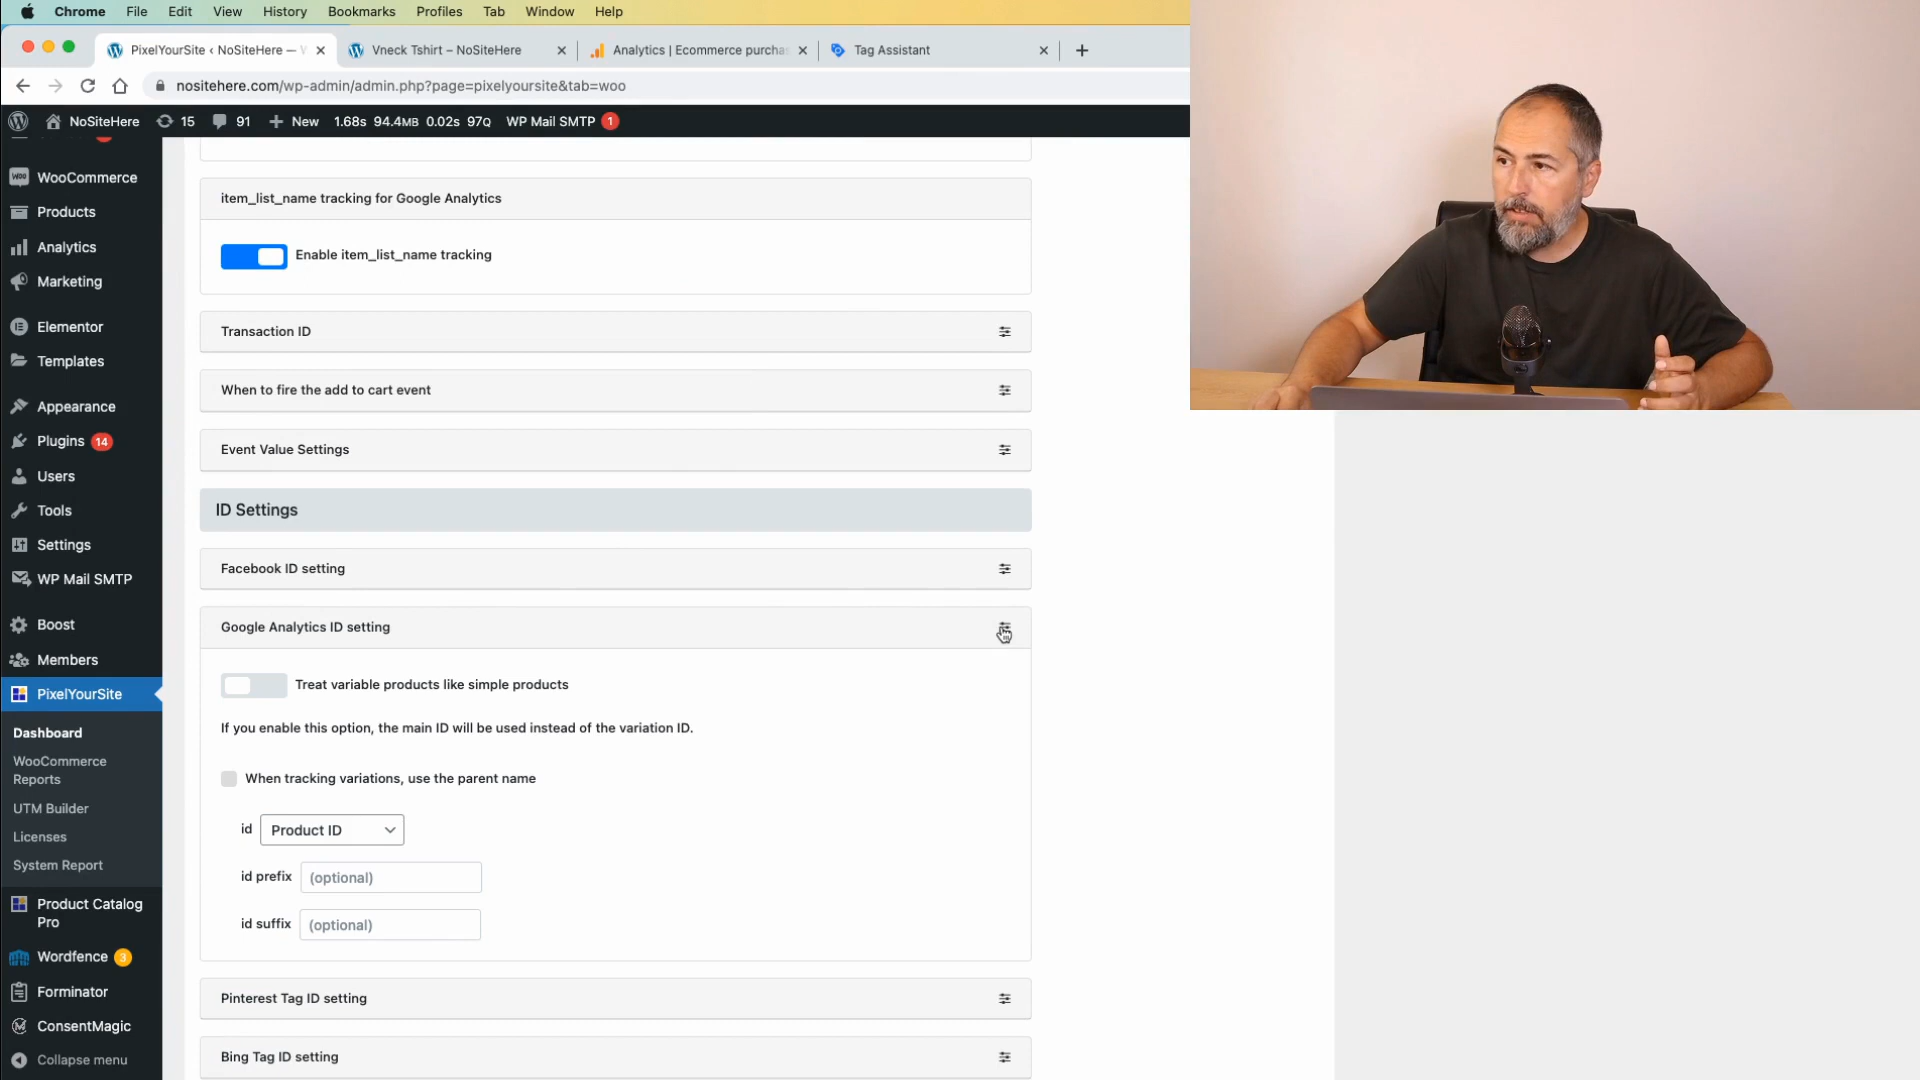 Chrome File Edit View History Bookmarks Profiles Tab Window Help
PixelYourSite ‹ NoSiteHere — W
Vneck Tshirt – NoSiteHere
Analytics | Ecommerce purcha
Tag Assistant
nositehere.com/wp-admin/admin.php?page=pixelyoursite&tab=woo
NoSiteHere 15 91 New 1.68s 94.4MB 0.02s 97Q WP Mail SMTP 1
WooCommerce
Products
Analytics
Marketing
Elementor
Templates
Appearance
Plugins 14
Users
Tools
Settings
WP Mail SMTP
Boost
Members
PixelYourSite
Dashboard
WooCommerce
Reports
UTM Builder
Licenses
System Report
Product Catalog
Pro
Wordfence 3
Forminator
ConsentMagic
Collapse menu
item_list_name tracking for Google Analytics
Enable item_list_name tracking
Transaction ID
When to fire the add to cart event
Event Value Settings
ID Settings
Facebook ID setting
Google Analytics ID setting
Treat variable products like simple products
If you enable this option, the main ID will be used instead of the variation ID.
When tracking variations, use the parent name
id Product ID
id prefix (optional)
id suffix (optional)
Pinterest Tag ID setting
Bing Tag ID setting